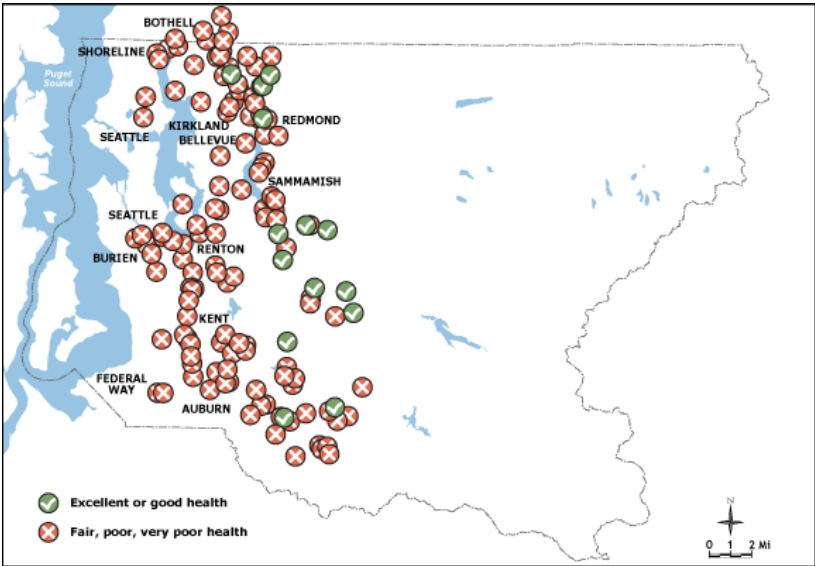 BOTHELL
SHORELINE
Puget
Sound
KIRKLAND
REDMOND
SEATTLE
BELLEVUE
SAMMAMISH
SEATTLE
RENTON
BURIEN
KENT
FEDERAL
WAY
AUBURN
Excellent or good health
Fair, poor, very poor health
N
0 1 2 Mi